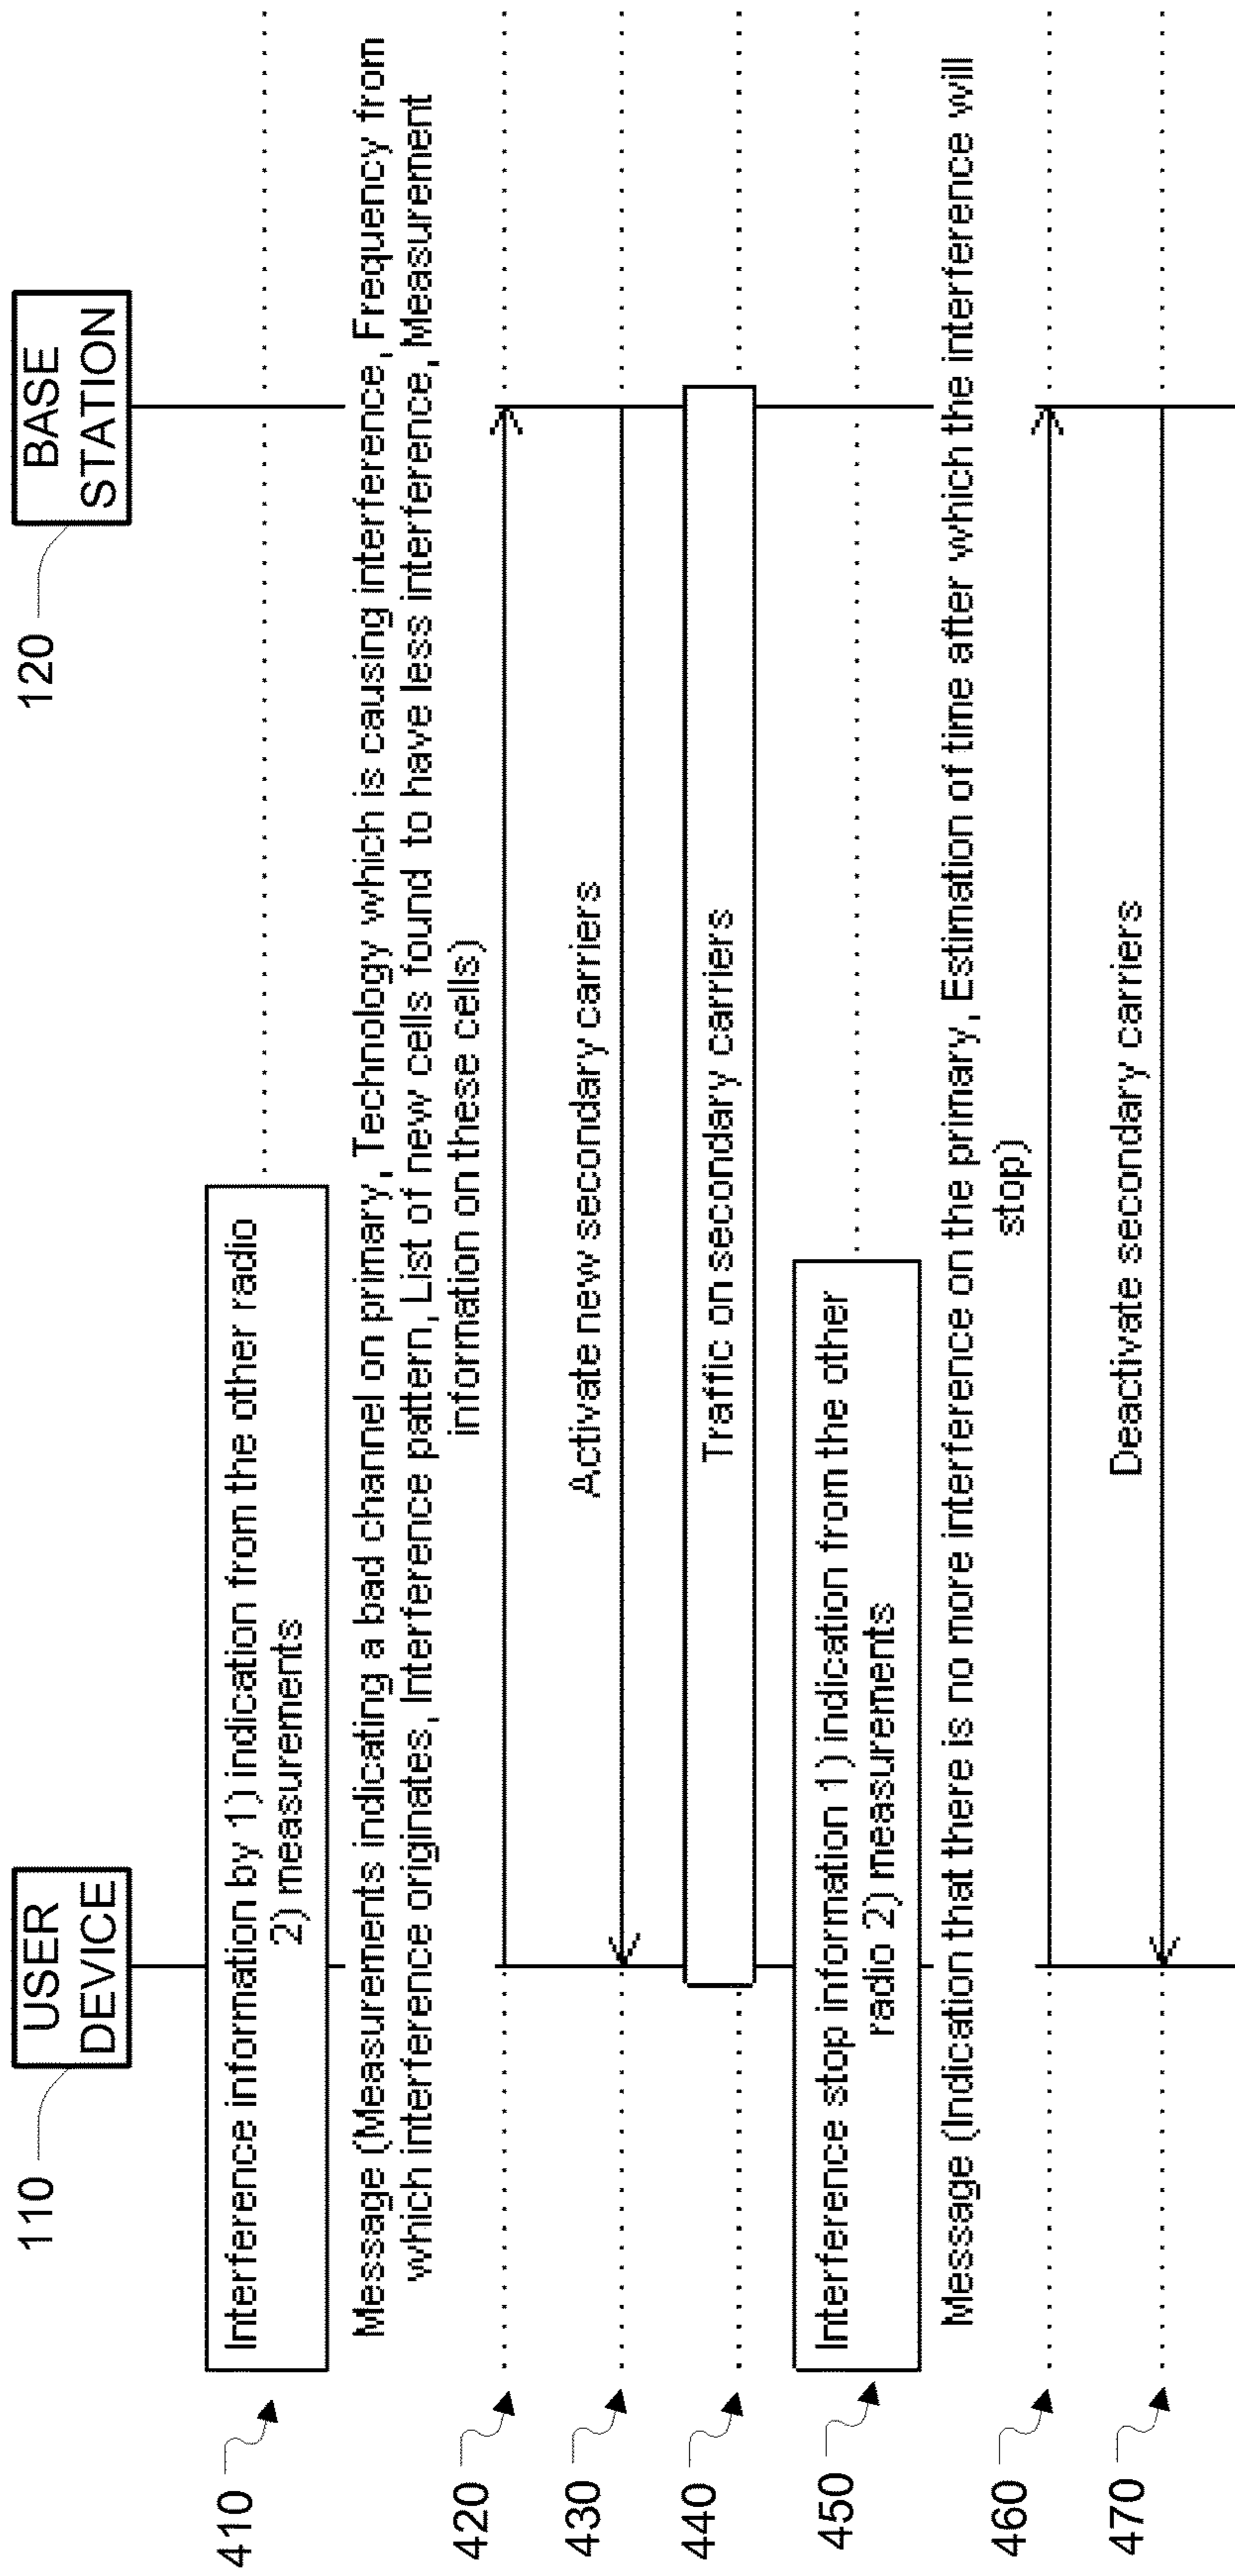 110
USER
DEVICE
120
BASE
STATION
410
Interference information by 1) indication from the other radio
2) measurements
Message (Measurements indicating a bad channel on primary, Technology which is causing interference, Frequency from
which interference originates, Interference pattern, List of new cells found to have less interference, Measurement
information on these cells)
420
Activate new secondary carriers
430
440
Traffic on secondary carriers
450
Interference stop information 1) indication from the other
radio 2) measurements
Message (Indication that there is no more interference on the primary, Estimation of time after which the interference will
stop)
460
Deactivate secondary carriers
470